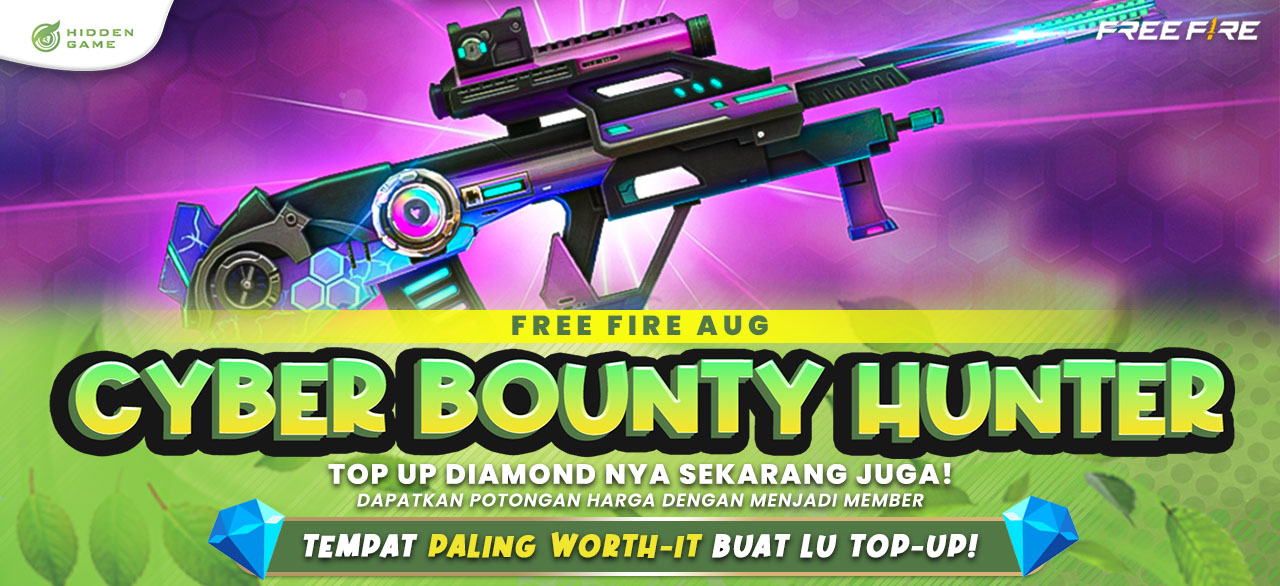 HIDDEN
GAME
FREE FIRE
FREE FIRE AUG
CYBER BOUNTY HUNTER
TOP UP DIAMOND NYA SEKARANG JUGA!
DAPATKAN POTONGAN HARGA DENGAN MENJADI MEMBER
TEMPAT PALING WORTH-IT BUAT LU TOP-UP!